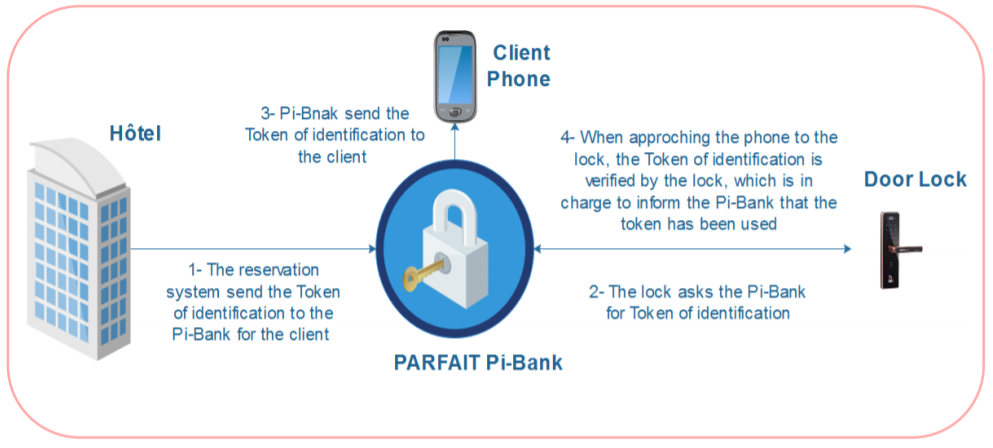 Hôtel
Client
Phone
3- Pi-Bnak send the
Token of identification to
the client
4- When approching the phone to the
lock, the Token of identification is
verified by the lock, which is in
charge to inform the Pi-Bank that the
token has been used
Door Lock
1- The reservation
system send the Token
of identification to the
Pi-Bank for the client
2- The lock asks the Pi-Bank
for Token of identification
PARFAIT Pi-Bank